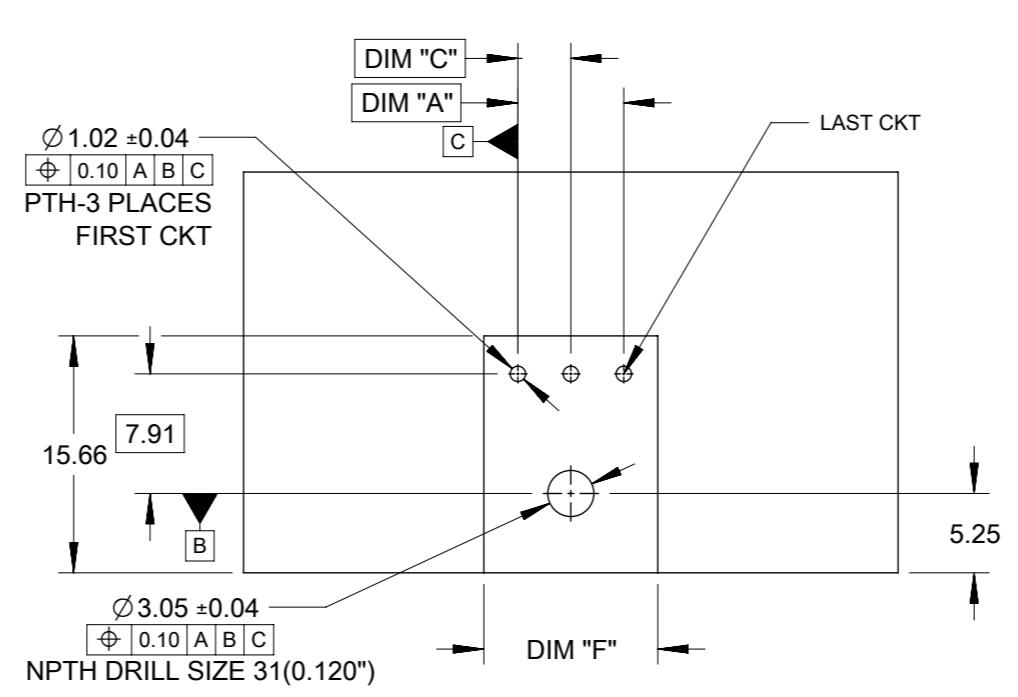 DIM "C"
DIM "A"
C
LAST CKT
∅ 1.02 ±0.04
⌖ 0.10 A B C
PTH-3 PLACES
FIRST CKT
7.91
15.66
B
5.25
∅ 3.05 ±0.04
⌖ 0.10 A B C
NPTH DRILL SIZE 31(0.120")
DIM "F"